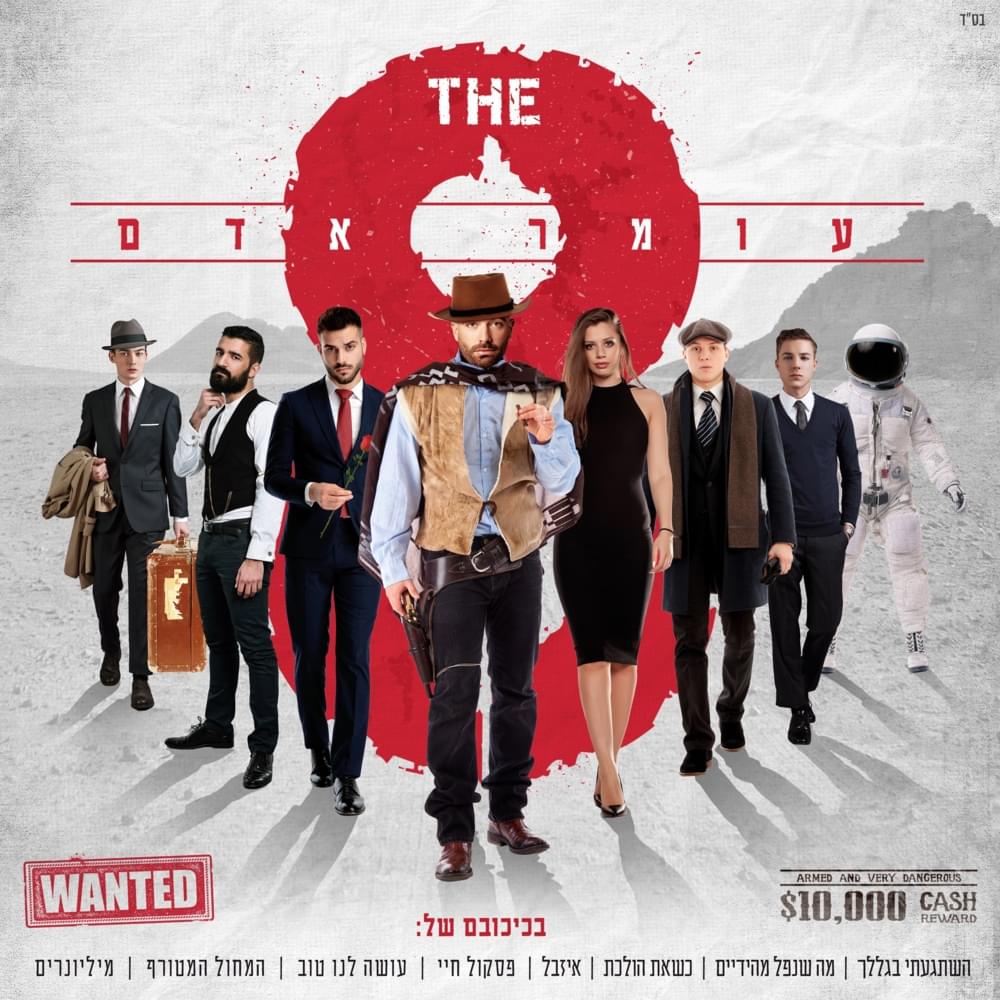 בס"ד
THE
עומר אדם
WANTED
ARMED AND VERY DANGEROUS
$10,000 CASH REWARD
בכיכובם של:
השתגעתי בגללך | מה שנפל מהידיים | כשאת הולכת | איזבל | פסקול חיי | עושה לנו טוב | המחול המטורף | מיליונרים